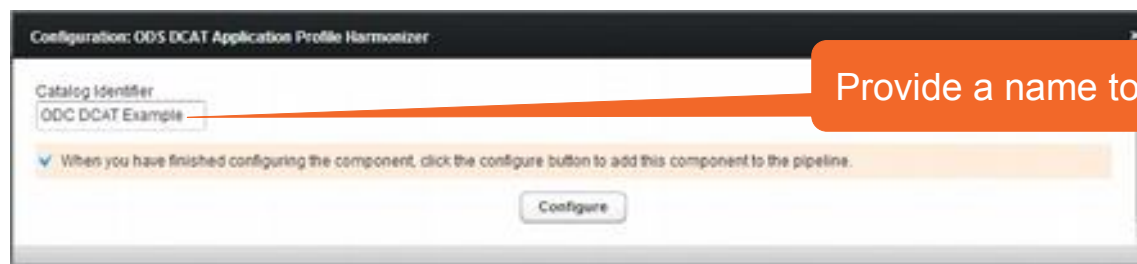 Configuration: ODS DCAT Application Profile Harmonizer
Provide a name to
Catalog Identifier
ODC DCAT Example
When you have finished configuring the component, click the configure button to add this component to the pipeline.
Configure